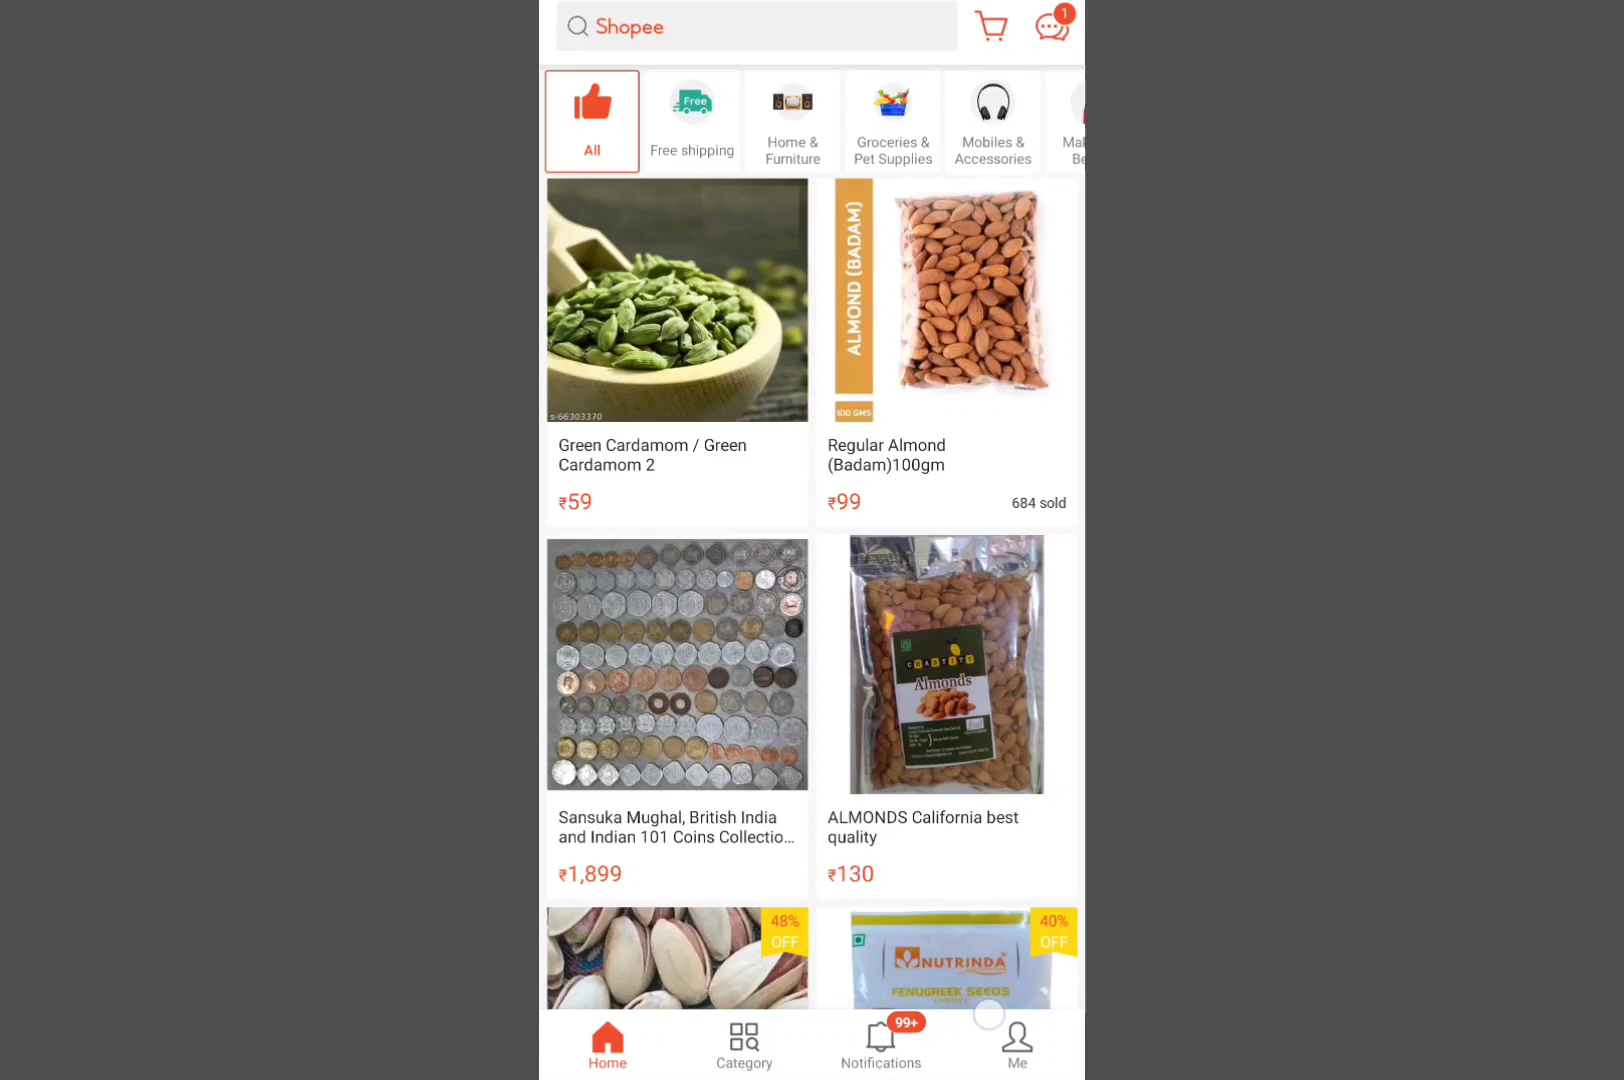 Shopee
1
All
Free
Free shipping
Home &
Furniture
Groceries &
Pet Supplies
Mobiles &
Accessories
ALMOND (BADAM)
100 GMS
s-66303370
Green Cardamom / Green
Cardamom 2
₹59
Regular Almond
(Badam)100gm
₹99
684 sold
CHASTITY
Almonds
Sansuka Mughal, British India
and Indian 101 Coins Collectio...
₹1,899
ALMONDS California best
quality
₹130
48%
OFF
40%
OFF
NUTRINDA
FENUGREEK SEEDS
Home
Category
99+
Notifications
Me